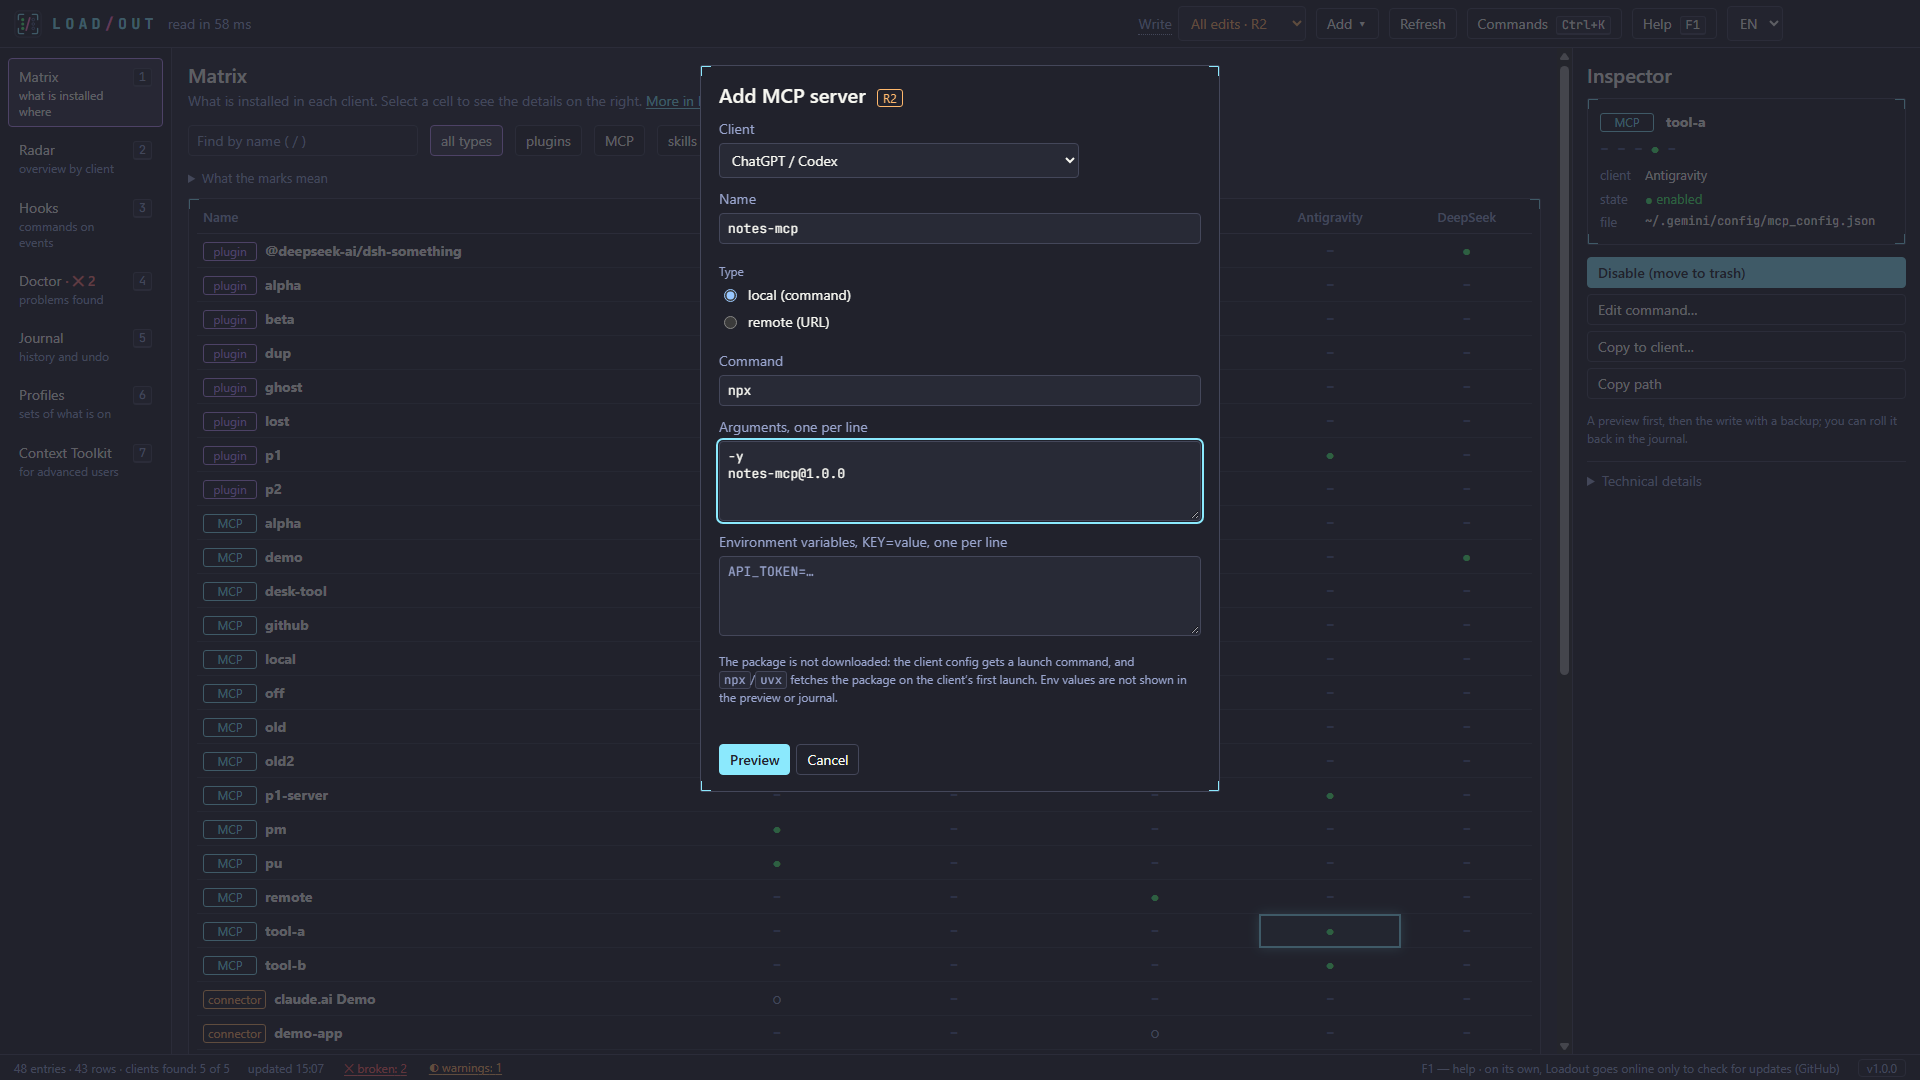 LOAD/OUT read in 58 ms
Write All edits · R2 Add ▾ Refresh Commands Ctrl+K Help F1 EN
Matrix 1
what is installed
where
Radar 2
overview by client
Hooks 3
commands on
events
Doctor · ✕ 2 4
problems found
Journal 5
history and undo
Profiles 6
sets of what is on
Context Toolkit 7
for advanced users
Matrix
What is installed in each client. Select a cell to see the details on the right. More in
Find by name ( / ) all types plugins MCP skills
▶ What the marks mean
Name Antigravity DeepSeek
plugin @deepseek-ai/dsh-something
plugin alpha
plugin beta
plugin dup
plugin ghost
plugin lost
plugin p1
plugin p2
MCP alpha
MCP demo
MCP desk-tool
MCP github
MCP local
MCP off
MCP old
MCP old2
MCP p1-server
MCP pm
MCP pu
MCP remote
MCP tool-a
MCP tool-b
connector claude.ai Demo
connector demo-app
Add MCP server R2
Client
ChatGPT / Codex
Name
notes-mcp
Type
local (command)
remote (URL)
Command
npx
Arguments, one per line
-y
notes-mcp@1.0.0
Environment variables, KEY=value, one per line
API_TOKEN=…
The package is not downloaded: the client config gets a launch command, and
npx/uvx fetches the package on the client's first launch. Env values are not shown in
the preview or journal.
Preview Cancel
Inspector
MCP tool-a
client Antigravity
state ● enabled
file ~/.gemini/config/mcp_config.json
Disable (move to trash)
Edit command...
Copy to client...
Copy path
A preview first, then the write with a backup; you can roll it
back in the journal.
▶ Technical details
48 entries · 43 rows · clients found: 5 of 5 updated 15:07 ✕ broken: 2 ◐ warnings: 1
F1 — help · on its own, Loadout goes online only to check for updates (GitHub) v1.0.0